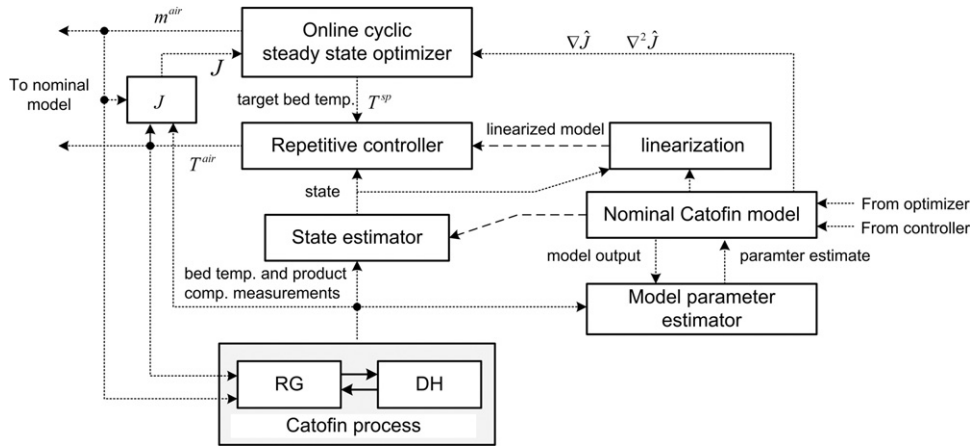 m^air
Online cyclic
steady state optimizer
∇Ĵ ∇²Ĵ
J
To nominal
model
J
target bed temp. T^sp
linearized model
Repetitive controller
linearization
T^air
state
Nominal Catofin model
From optimizer
From controller
State estimator
model output
paramter estimate
bed temp. and product
comp. measurements
Model parameter
estimator
RG
DH
Catofin process